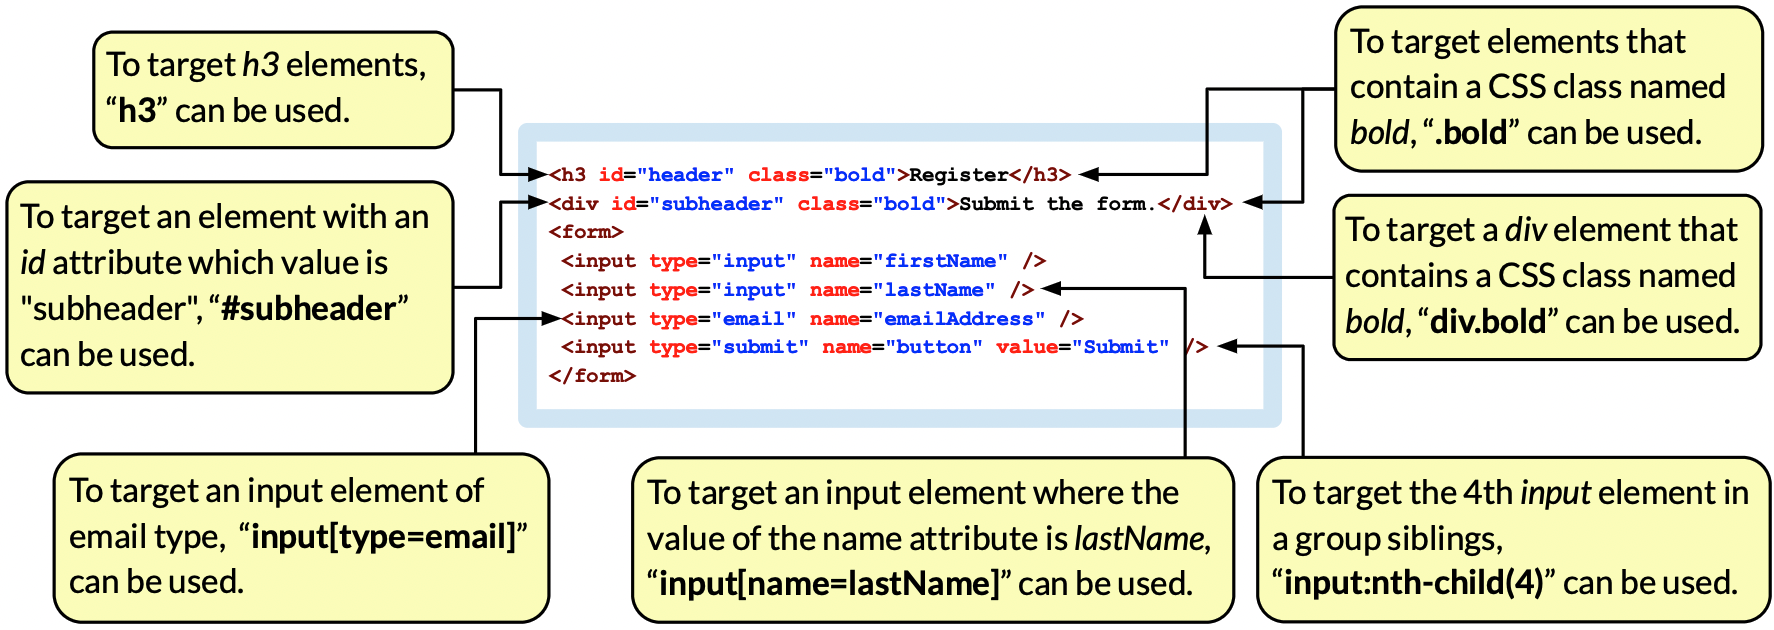 To target h3 elements,
“h3” can be used.
To target an element with an
id attribute which value is
"subheader", “#subheader”
can be used.
<h3 id="header" class="bold">Register</h3>
<div id="subheader" class="bold">Submit the form.</div>
<form>
<input type="input" name="firstName" />
<input type="input" name="lastName" />
<input type="email" name="emailAddress" />
<input type="submit" name="button" value="Submit" />
</form>
To target elements that
contain a CSS class named
bold, “.bold” can be used.
To target a div element that
contains a CSS class named
bold, “div.bold” can be used.
To target an input element of
email type, “input[type=email]”
can be used.
To target an input element where the
value of the name attribute is lastName,
“input[name=lastName]” can be used.
To target the 4th input element in
a group siblings,
“input:nth-child(4)” can be used.